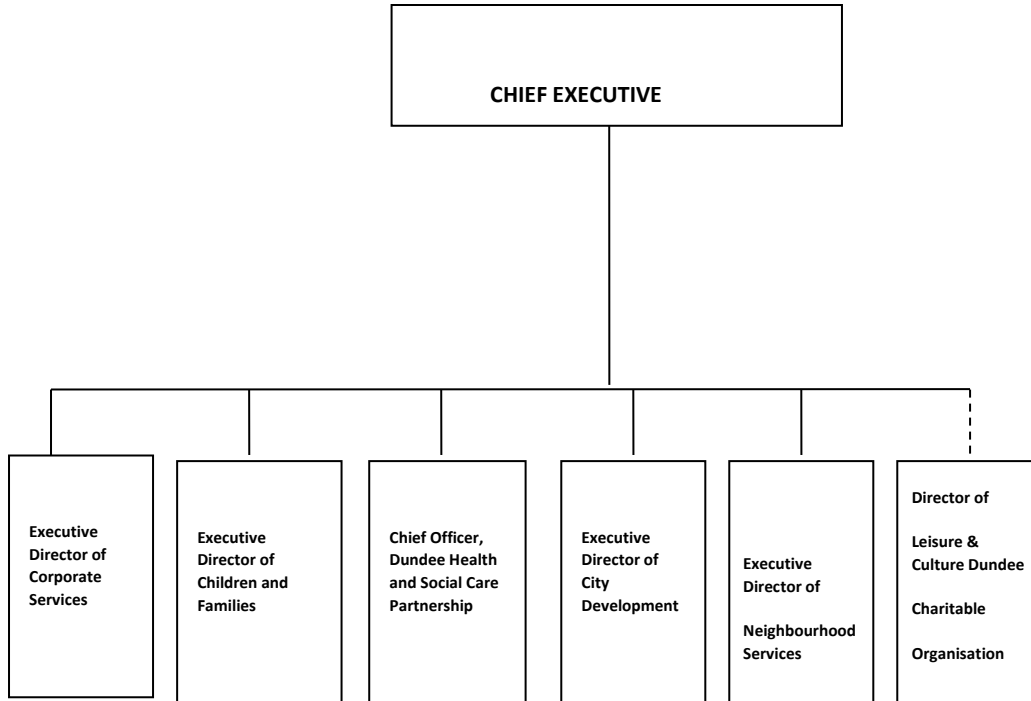 CHIEF EXECUTIVE
Executive
Director of
Corporate
Services
Executive
Director of
Children and
Families
Chief Officer,
Dundee Health
and Social Care
Partnership
Executive
Director of
City
Development
Executive
Director of
Neighbourhood
Services
Director of
Leisure &
Culture Dundee
Charitable
Organisation